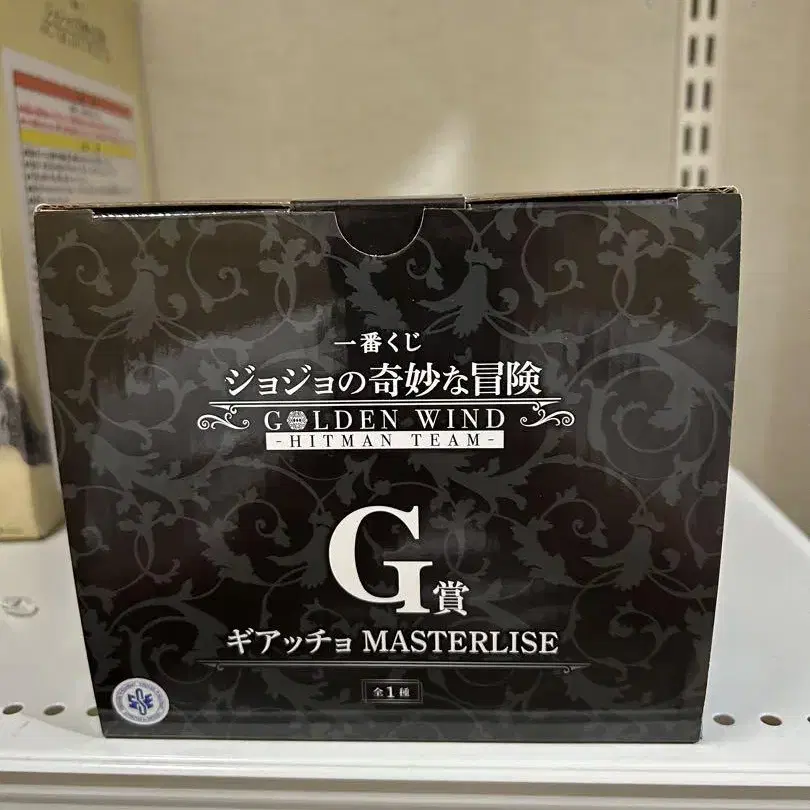 一番くじ
ジョジョの奇妙な冒険
GOLDEN WIND
-HITMAN TEAM-
G賞
ギアッチョ MASTERLISE
全1種